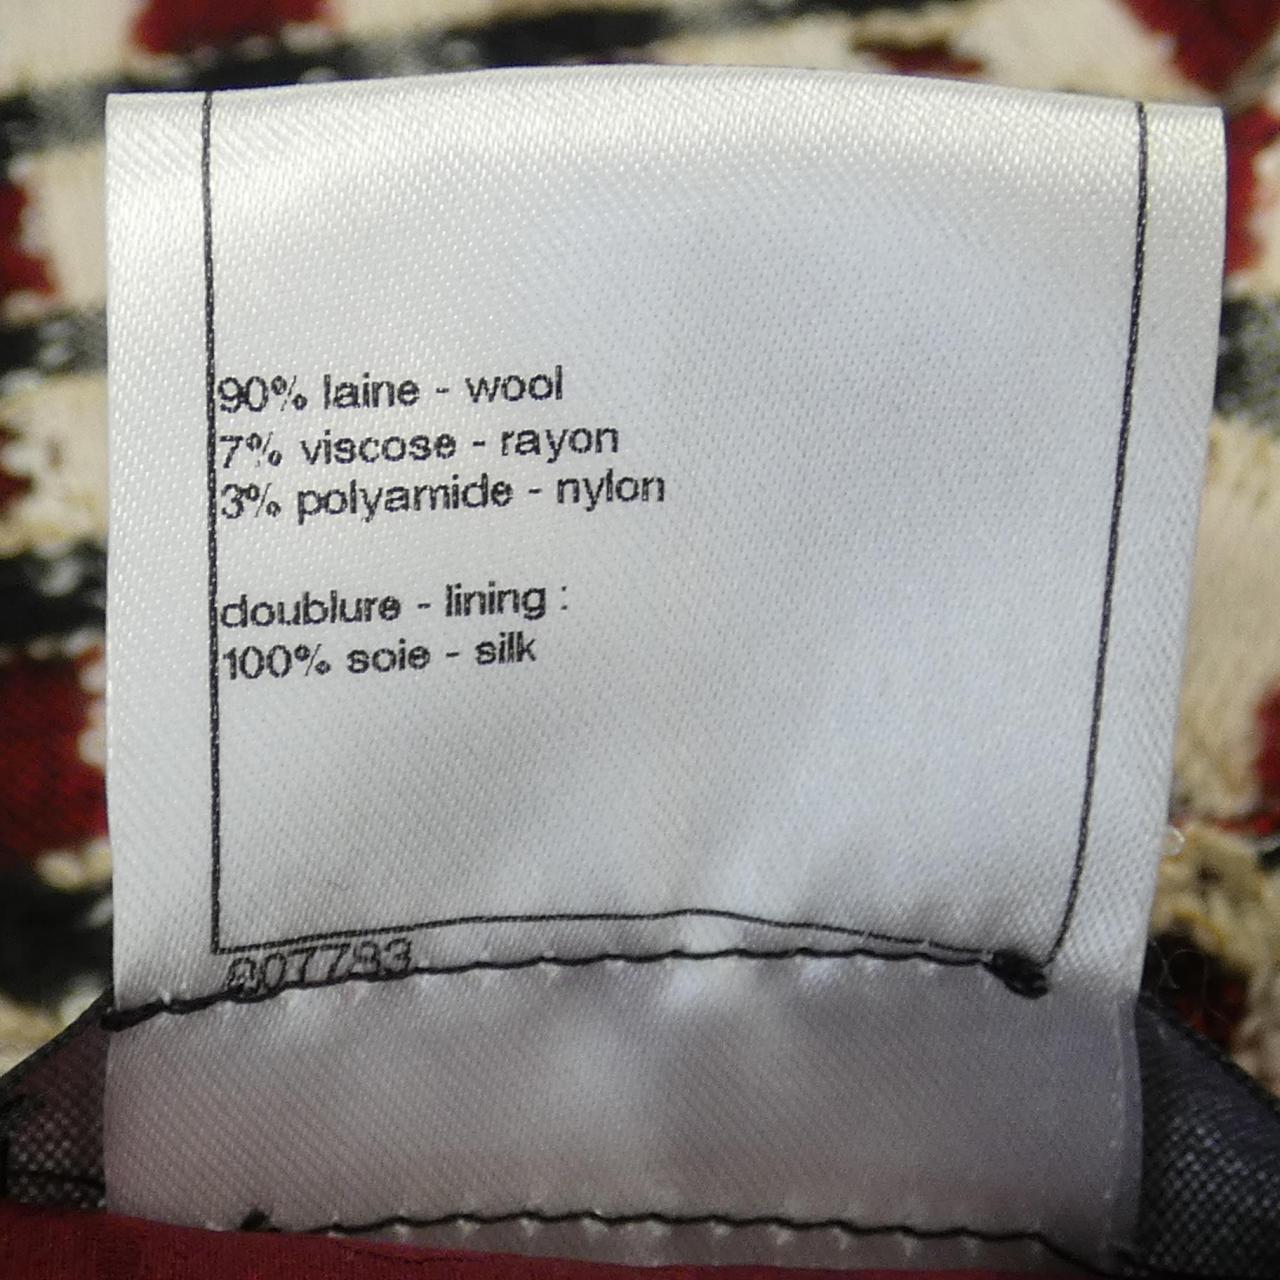 90% laine - wool
7% viscose - rayon
3% polyamide - nylon
doublure - lining :
100% soie - silk